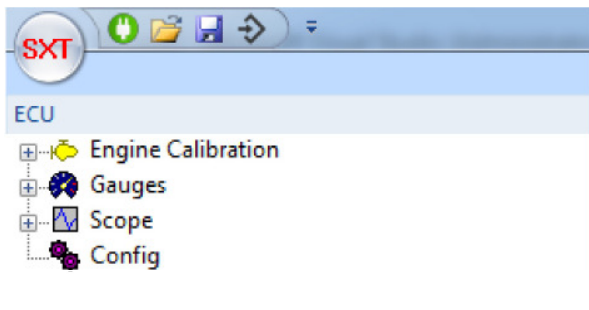 SXT
ECU
Engine Calibration
Gauges
Scope
Config